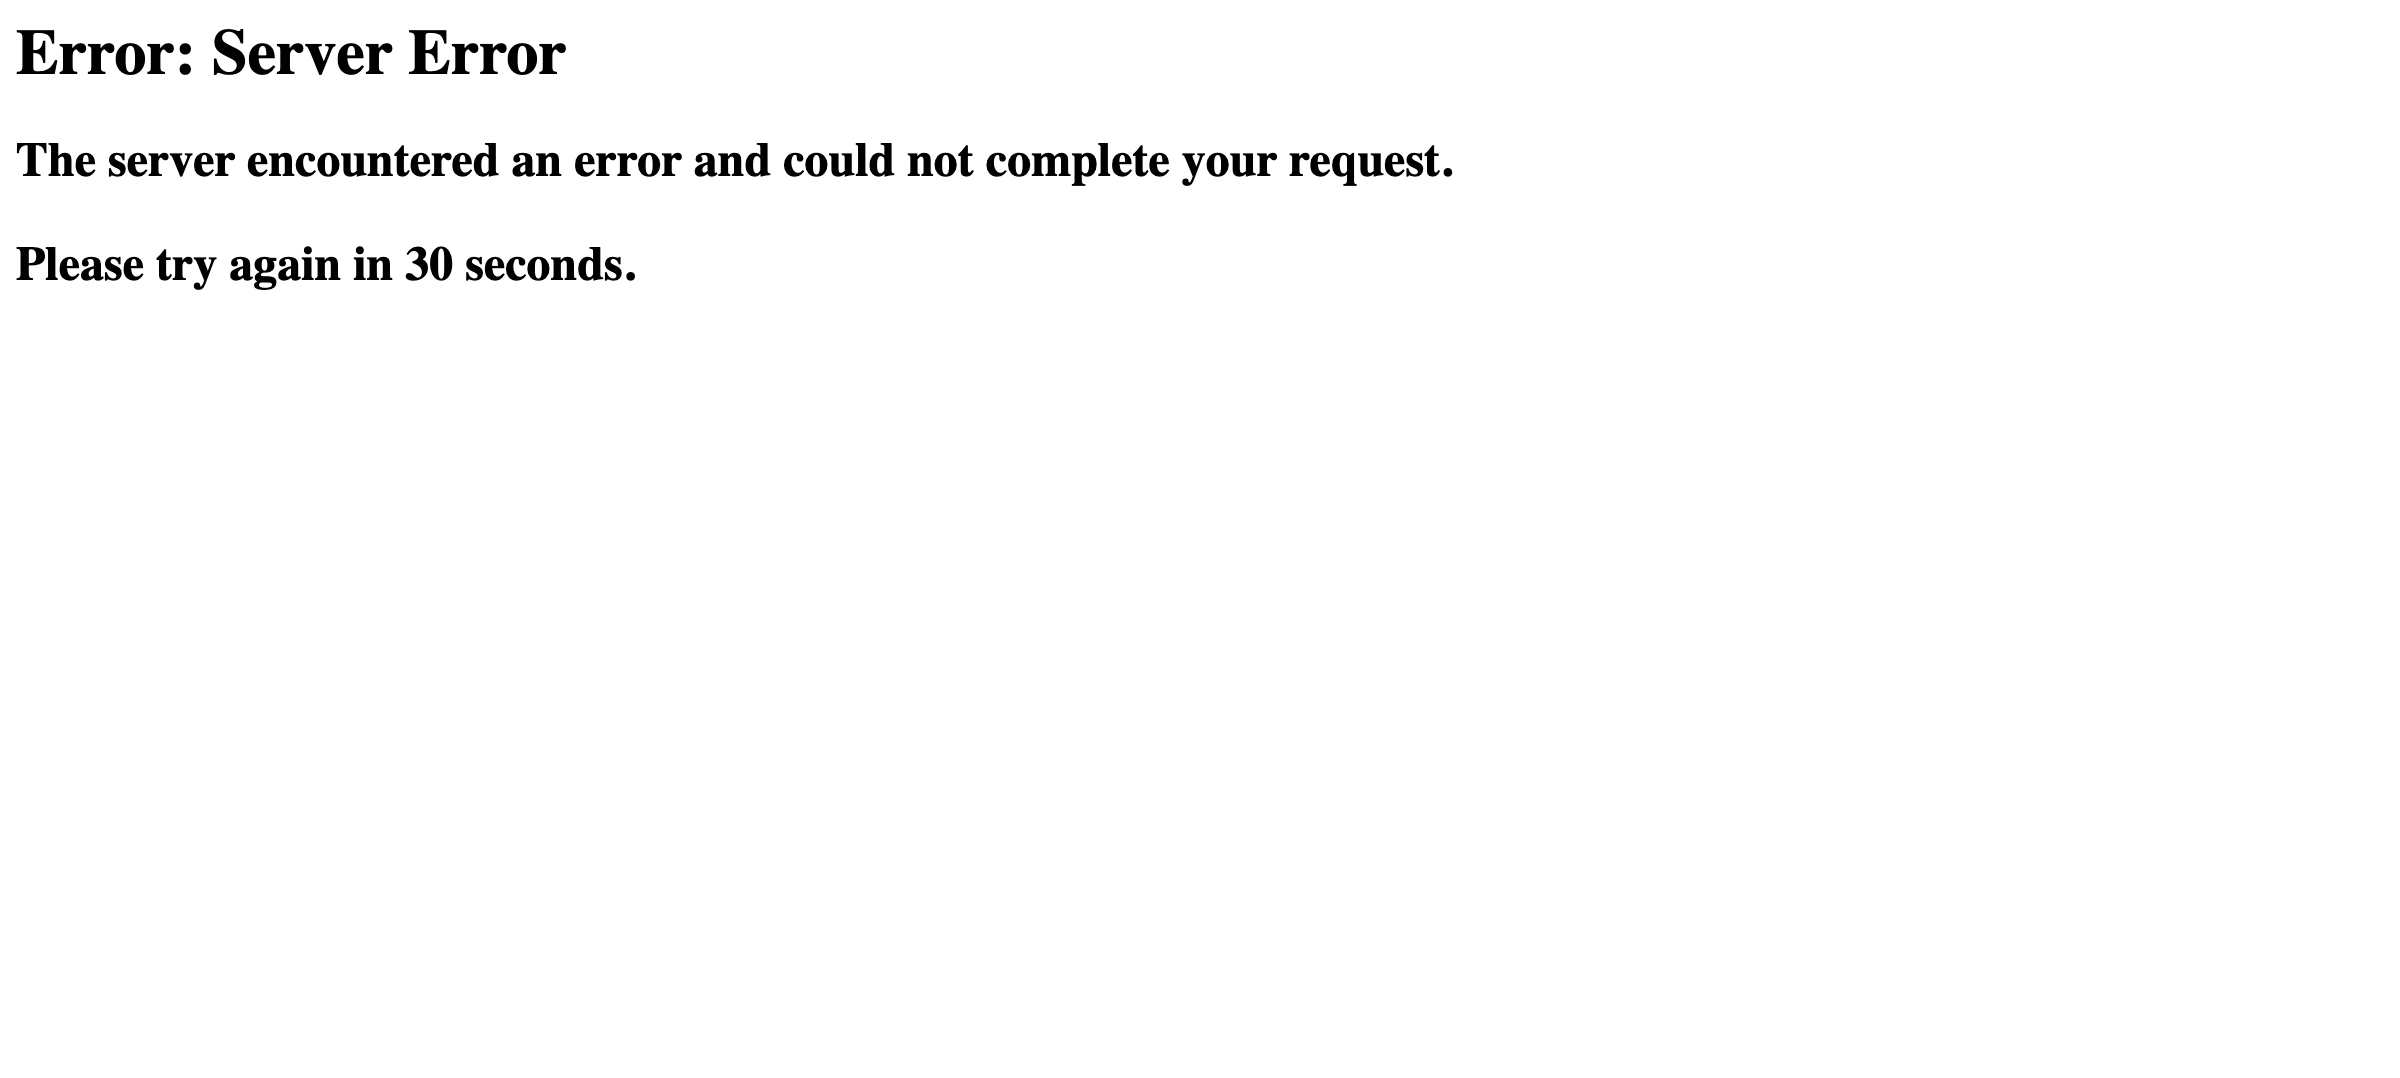 Error: Server Error
The server encountered an error and could not complete your request.
Please try again in 30 seconds.